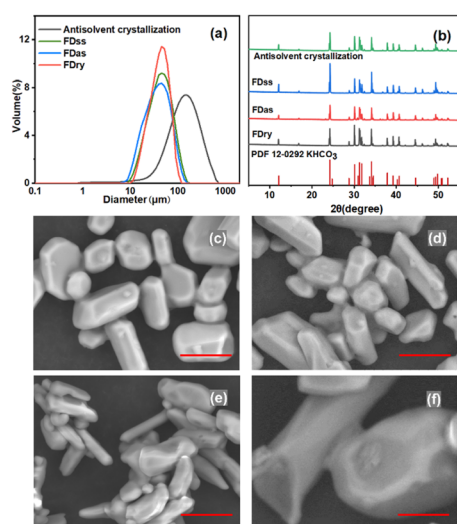 Antisolvent crystallization
FDss
FDas
FDry
(a)
12
8
4
0
Volume(%)
0.1 1 10 100 1000
Diameter (μm)
(b)
Antisolvent crystallization
FDss
FDas
FDry
PDF 12-0292 KHCO₃
10 20 30 40 50
2θ(degree)
(c)
(d)
(e)
(f)